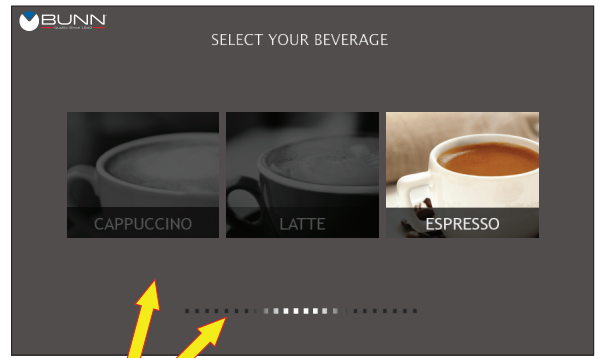 BUNN
SELECT YOUR BEVERAGE
CAPPUCCINO
LATTE
ESPRESSO